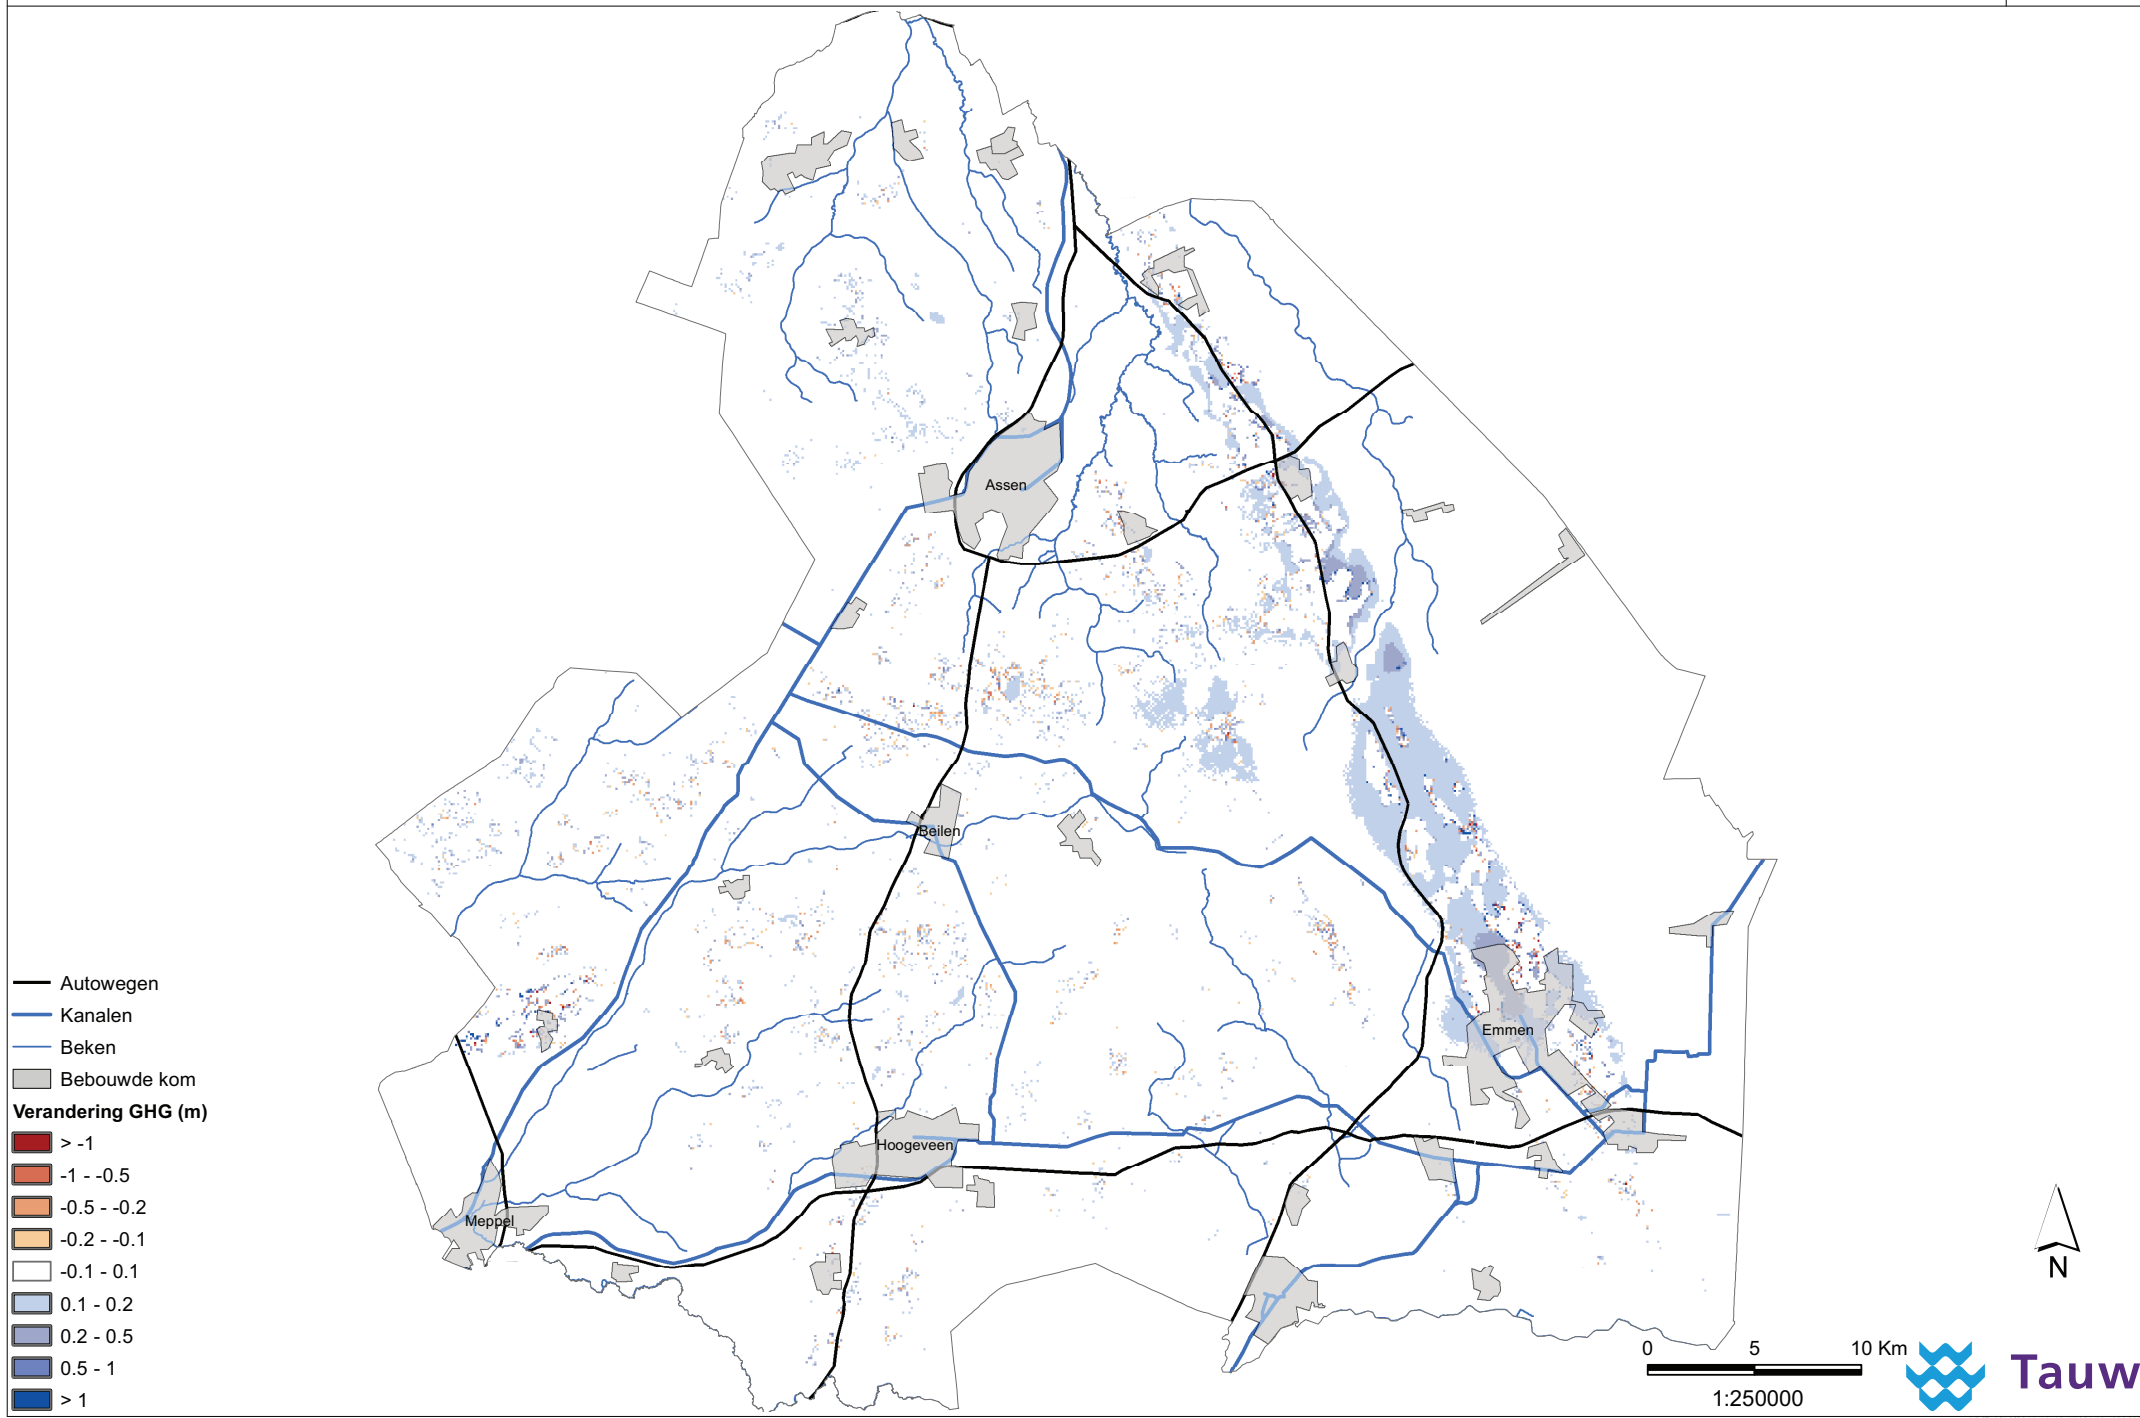 Assen
Beilen
Emmen
Hoogeveen
Meppel
Autowegen
Kanalen
Beken
Bebouwde kom
Verandering GHG (m)
> -1
-1 - -0.5
-0.5 - -0.2
-0.2 - -0.1
-0.1 - 0.1
0.1 - 0.2
0.2 - 0.5
0.5 - 1
> 1
N
0 5 10 Km
1:250000
Tauw